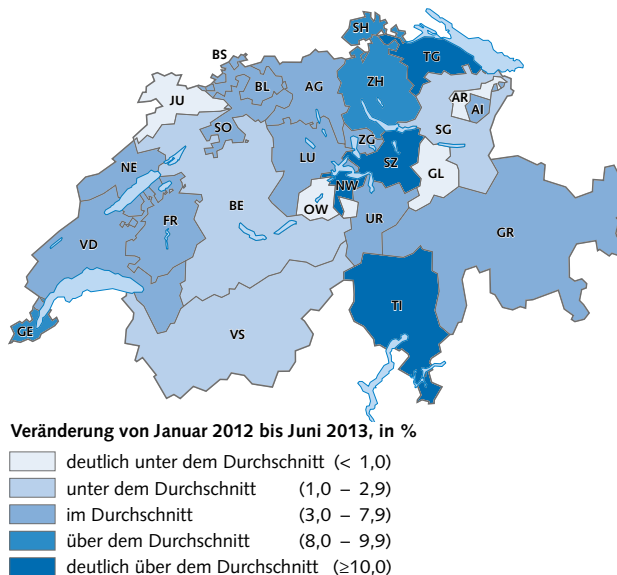 SH
BS
TG
BL
AG
ZH
JU
AR
AI
SO
SG
ZG
LU
NE
SZ
GL
NW
BE
OW
FR
UR
GR
VD
TI
GE
VS
Veränderung von Januar 2012 bis Juni 2013, in %
deutlich unter dem Durchschnitt (< 1,0)
unter dem Durchschnitt (1,0 – 2,9)
im Durchschnitt (3,0 – 7,9)
über dem Durchschnitt (8,0 – 9,9)
deutlich über dem Durchschnitt (≥10,0)